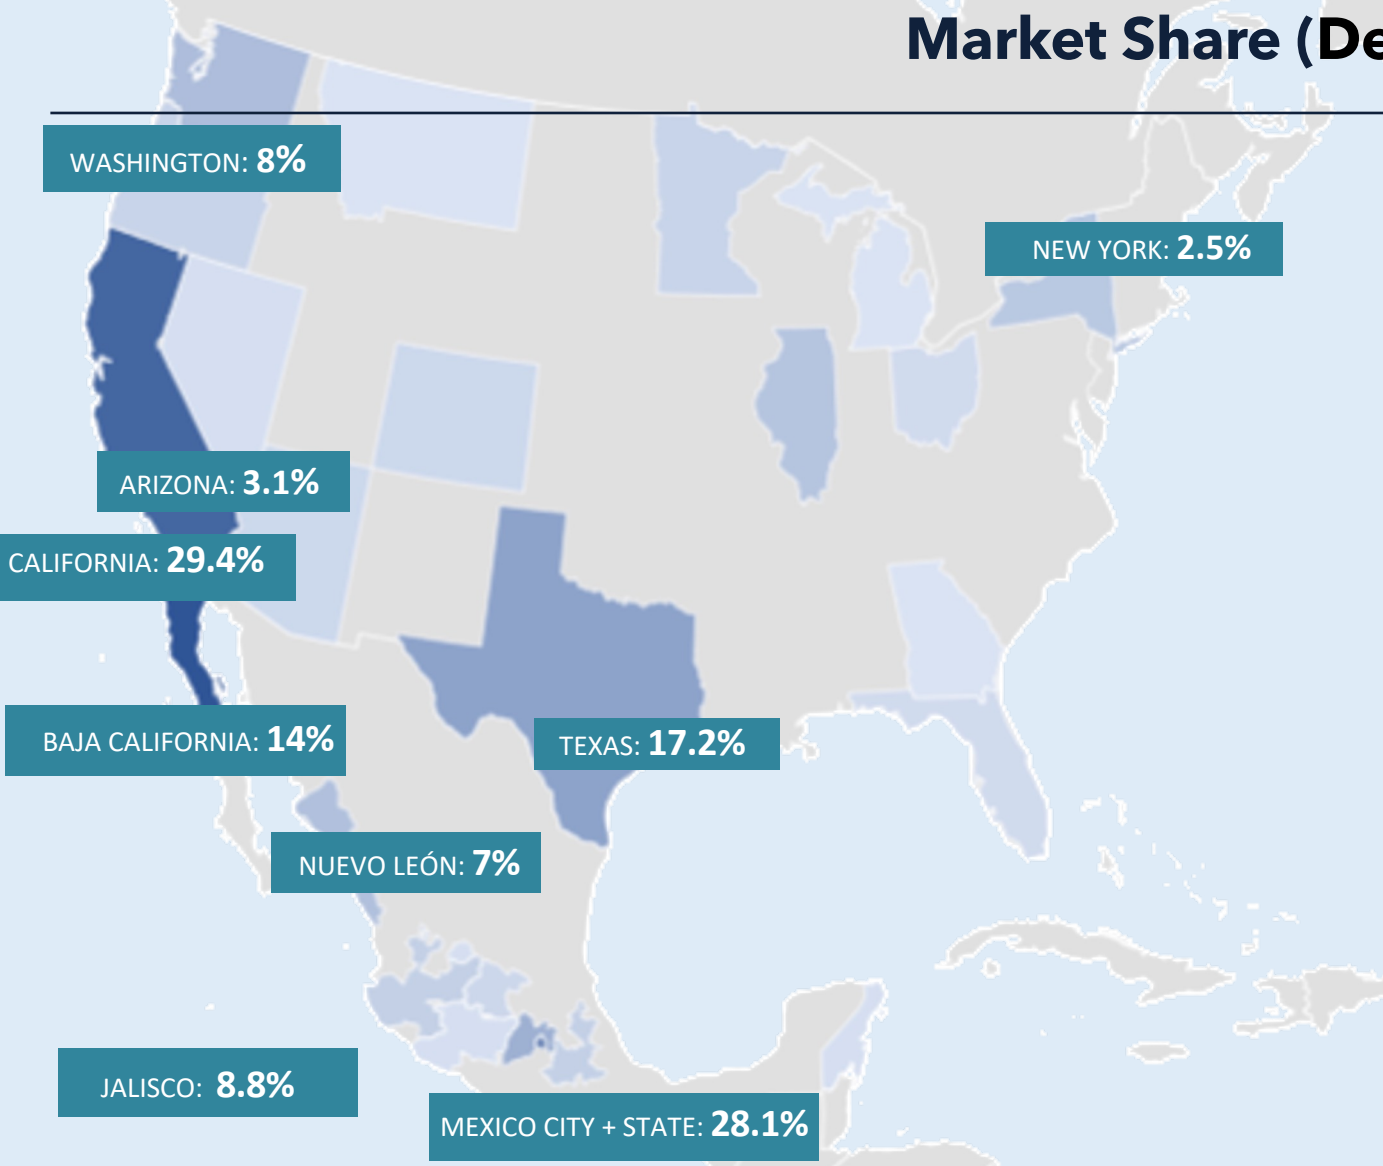 Market Share (De
WASHINGTON: 8%
NEW YORK: 2.5%
ARIZONA: 3.1%
CALIFORNIA: 29.4%
BAJA CALIFORNIA: 14%
TEXAS: 17.2%
NUEVO LEÓN: 7%
JALISCO: 8.8%
MEXICO CITY + STATE: 28.1%